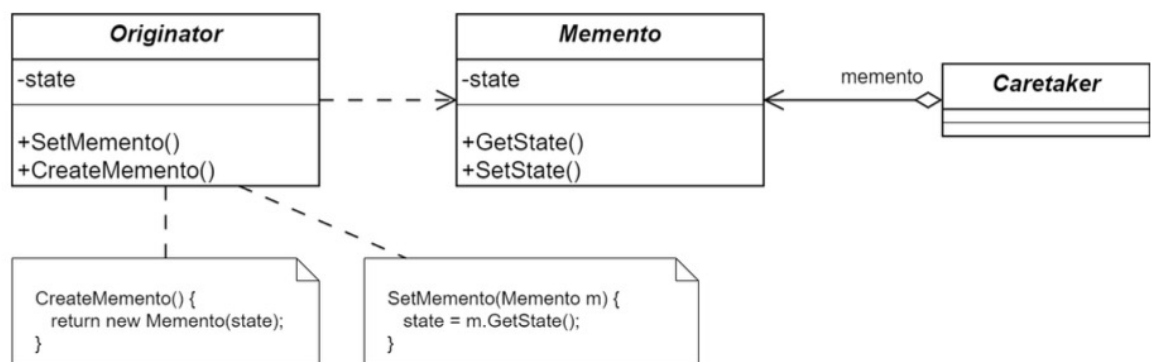 Originator
-state
+SetMemento()
+CreateMemento()
Memento
-state
+GetState()
+SetState()
memento
Caretaker
CreateMemento() {
return new Memento(state);
}
SetMemento(Memento m) {
state = m.GetState();
}